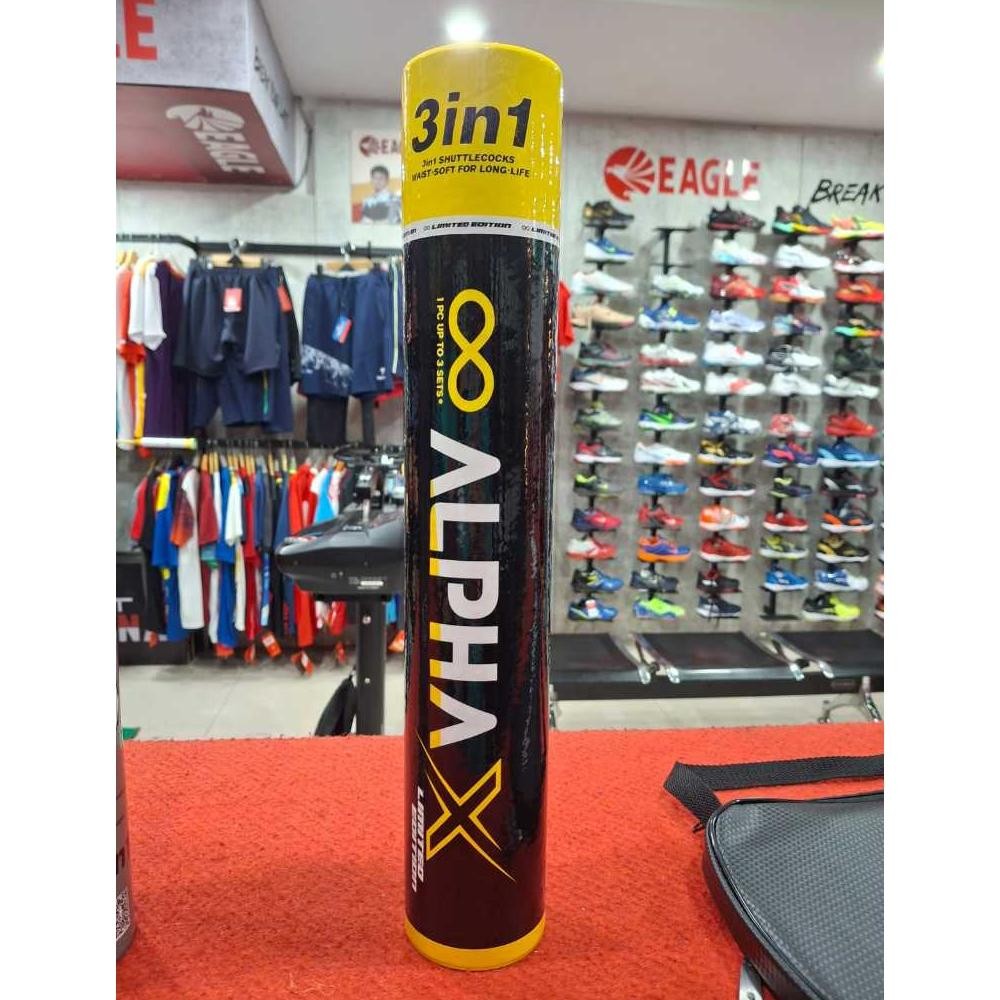 3in1
3in1 SHUTTLECOCKS
WAIST·SOFT FOR LONG·LIFE
∞ LIMITED EDITION
∞
1 PC UP TO 3 SETS*
ALPHA
X
LIMITED
EDITION
EAGLE
EAGLE
BREAK